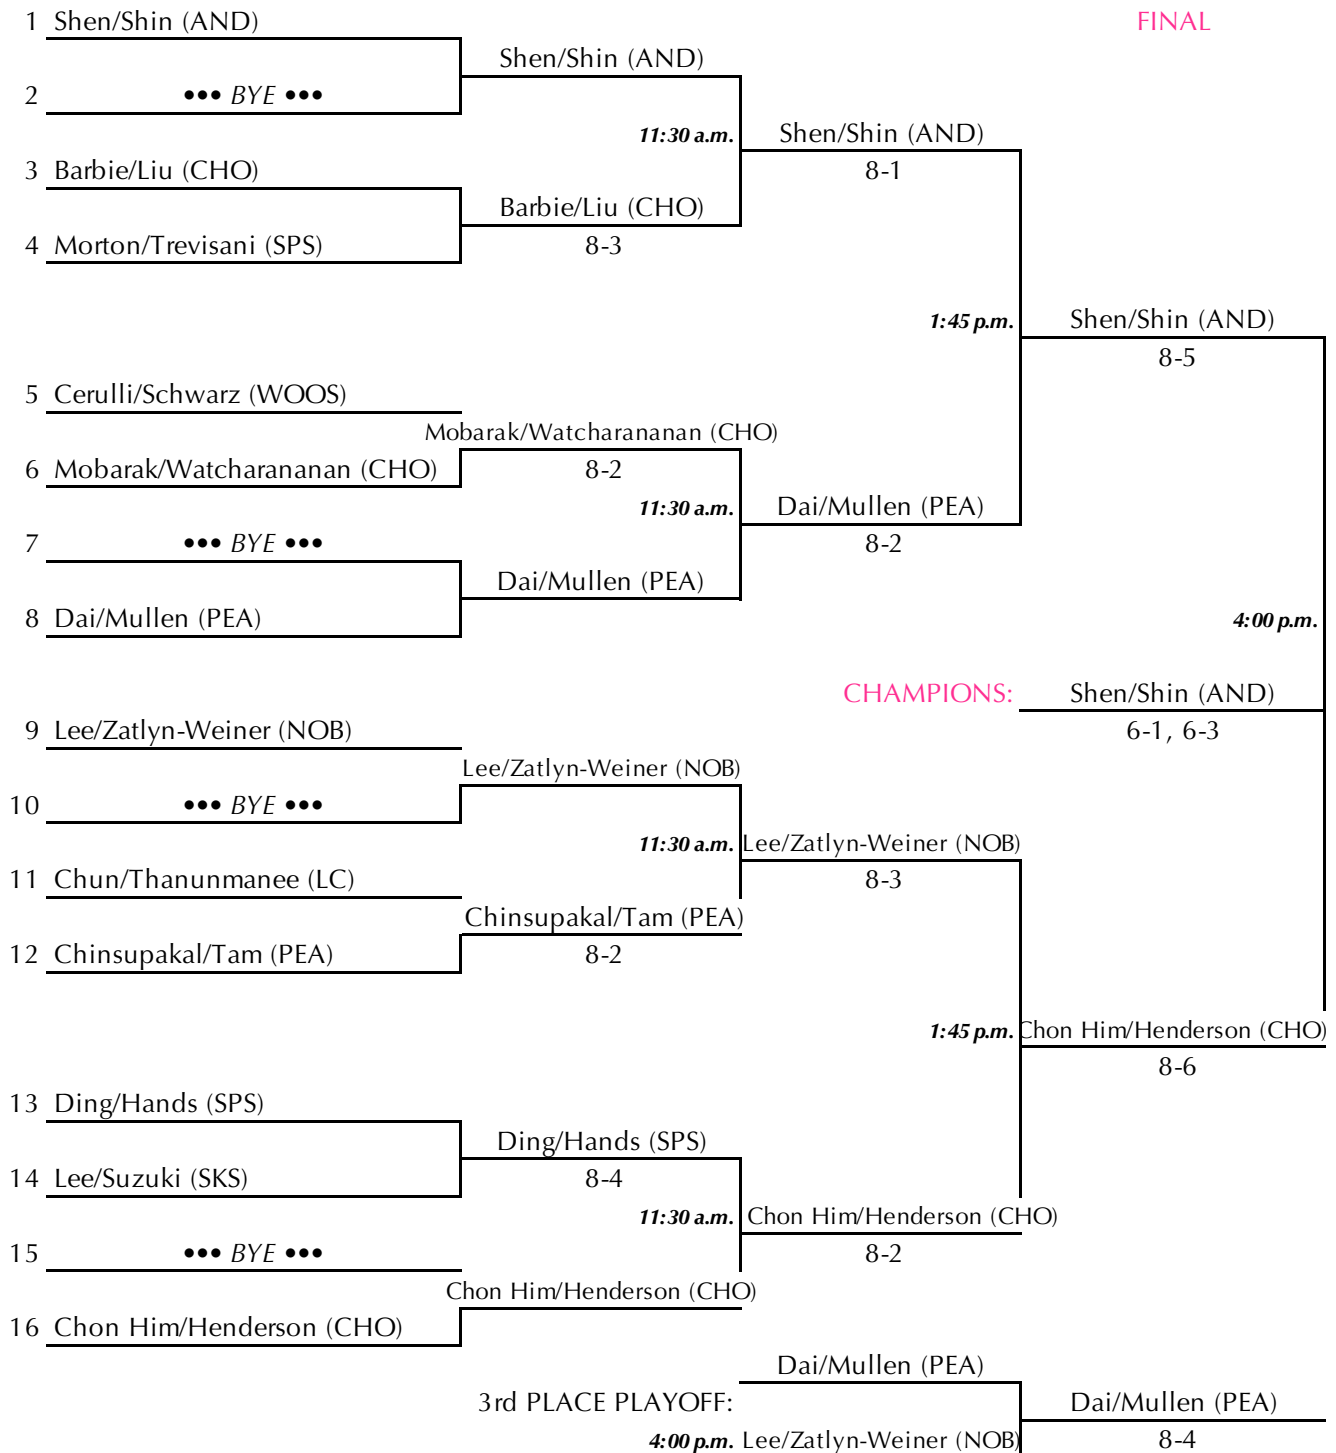 1 Shen/Shin (AND)
FINAL
Shen/Shin (AND)
2 ••• BYE •••
11:30 a.m. Shen/Shin (AND)
8-1
3 Barbie/Liu (CHO)
Barbie/Liu (CHO)
8-3
4 Morton/Trevisani (SPS)
1:45 p.m. Shen/Shin (AND)
8-5
5 Cerulli/Schwarz (WOOS)
Mobarak/Watcharananan (CHO)
8-2
6 Mobarak/Watcharananan (CHO)
11:30 a.m. Dai/Mullen (PEA)
8-2
7 ••• BYE •••
Dai/Mullen (PEA)
8 Dai/Mullen (PEA)
4:00 p.m.
CHAMPIONS: Shen/Shin (AND)
6-1, 6-3
9 Lee/Zatlyn-Weiner (NOB)
Lee/Zatlyn-Weiner (NOB)
10 ••• BYE •••
11:30 a.m. Lee/Zatlyn-Weiner (NOB)
8-3
11 Chun/Thanunmanee (LC)
Chinsupakal/Tam (PEA)
8-2
12 Chinsupakal/Tam (PEA)
1:45 p.m. Chon Him/Henderson (CHO)
8-6
13 Ding/Hands (SPS)
Ding/Hands (SPS)
8-4
14 Lee/Suzuki (SKS)
11:30 a.m. Chon Him/Henderson (CHO)
8-2
15 ••• BYE •••
Chon Him/Henderson (CHO)
16 Chon Him/Henderson (CHO)
Dai/Mullen (PEA)
3rd PLACE PLAYOFF: Dai/Mullen (PEA)
4:00 p.m. Lee/Zatlyn-Weiner (NOB) 8-4